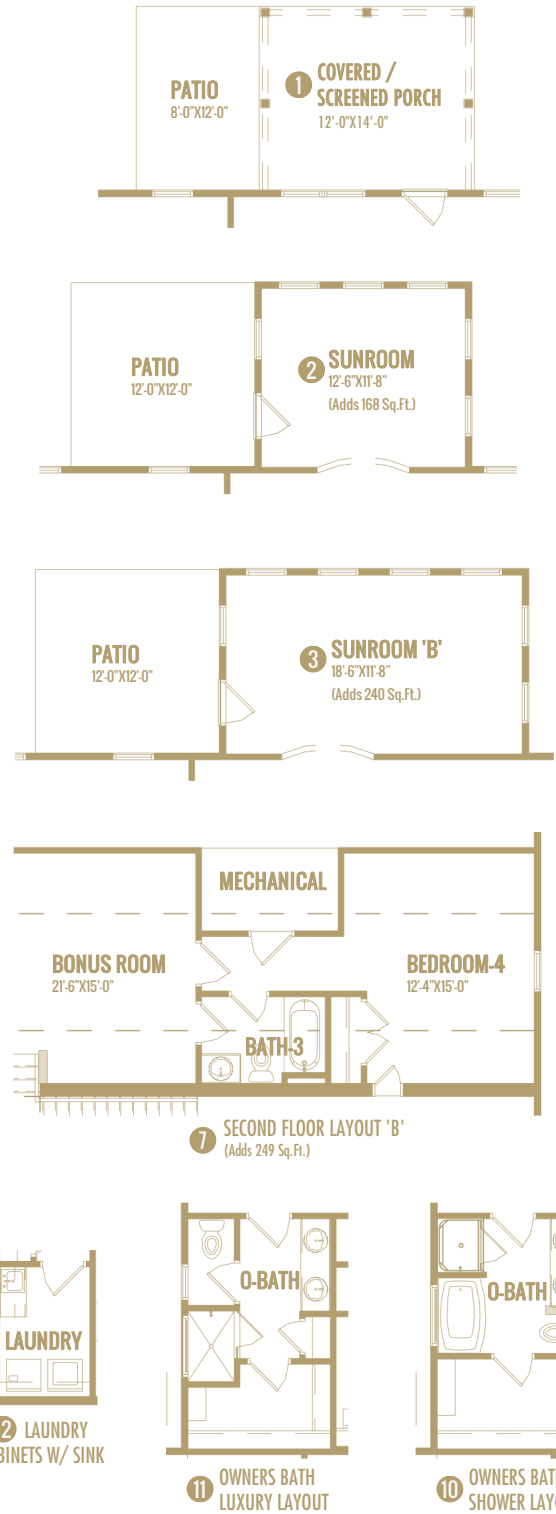 PATIO
8'-0"X12'-0"
1 COVERED /
SCREENED PORCH
12'-0"X14'-0"
PATIO
12'-0"X12'-0"
2 SUNROOM
12'-6"X11'-8"
(Adds 168 Sq.Ft.)
PATIO
12'-0"X12'-0"
3 SUNROOM 'B'
18'-6"X11'-8"
(Adds 240 Sq.Ft.)
MECHANICAL
BONUS ROOM
21'-6"X15'-0"
BEDROOM-4
12'-4"X15'-0"
BATH-3
7 SECOND FLOOR LAYOUT 'B'
(Adds 249 Sq.Ft.)
LAUNDRY
2 LAUNDRY
BINETS W/ SINK
O-BATH
11 OWNERS BATH
LUXURY LAYOUT
O-BATH
10 OWNERS BAT
SHOWER LAYO